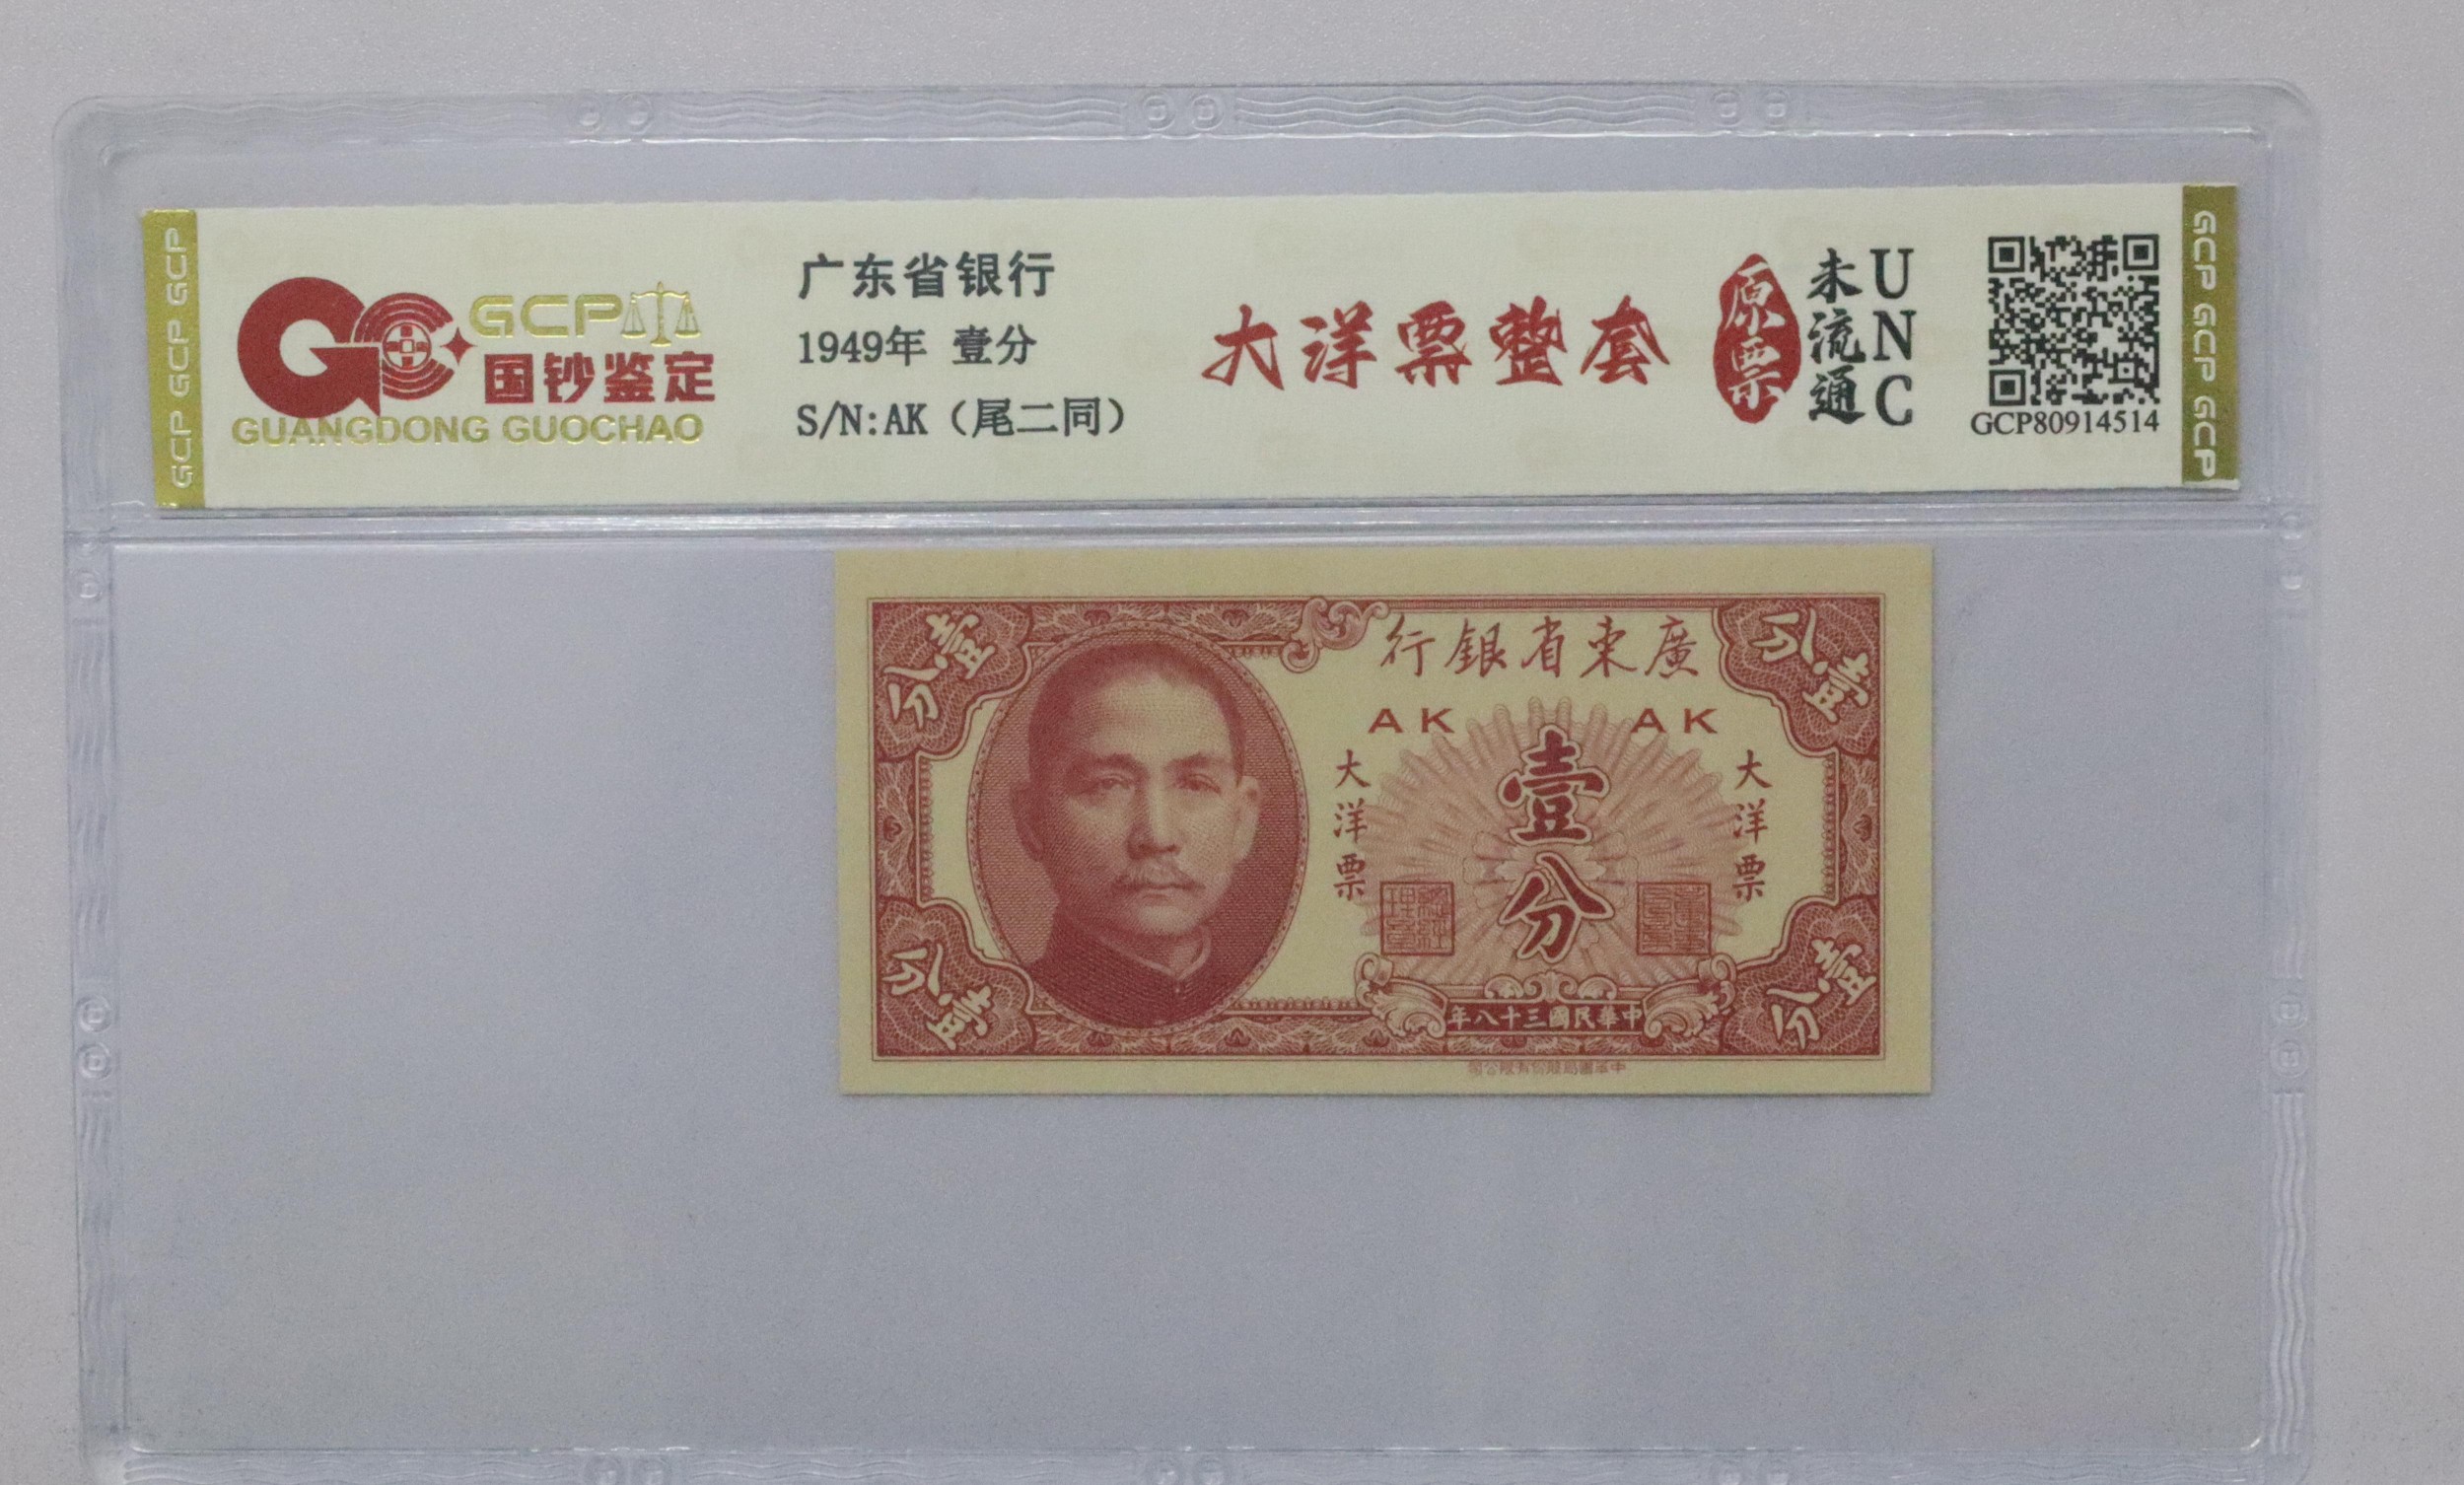 GCP GCP GCP
GCP
国钞鉴定
GUANGDONG GUOCHAO
广东省银行
1949年 壹分
S/N:AK（尾二同）
大洋票整套
原票
未流通
UNC
GCP80914514
GCP GCP GCP GCP
壹分
行銀省東廣
壹分
AK AK
大洋票
壹分
大洋票
壹分
年八十三國民華中
壹分